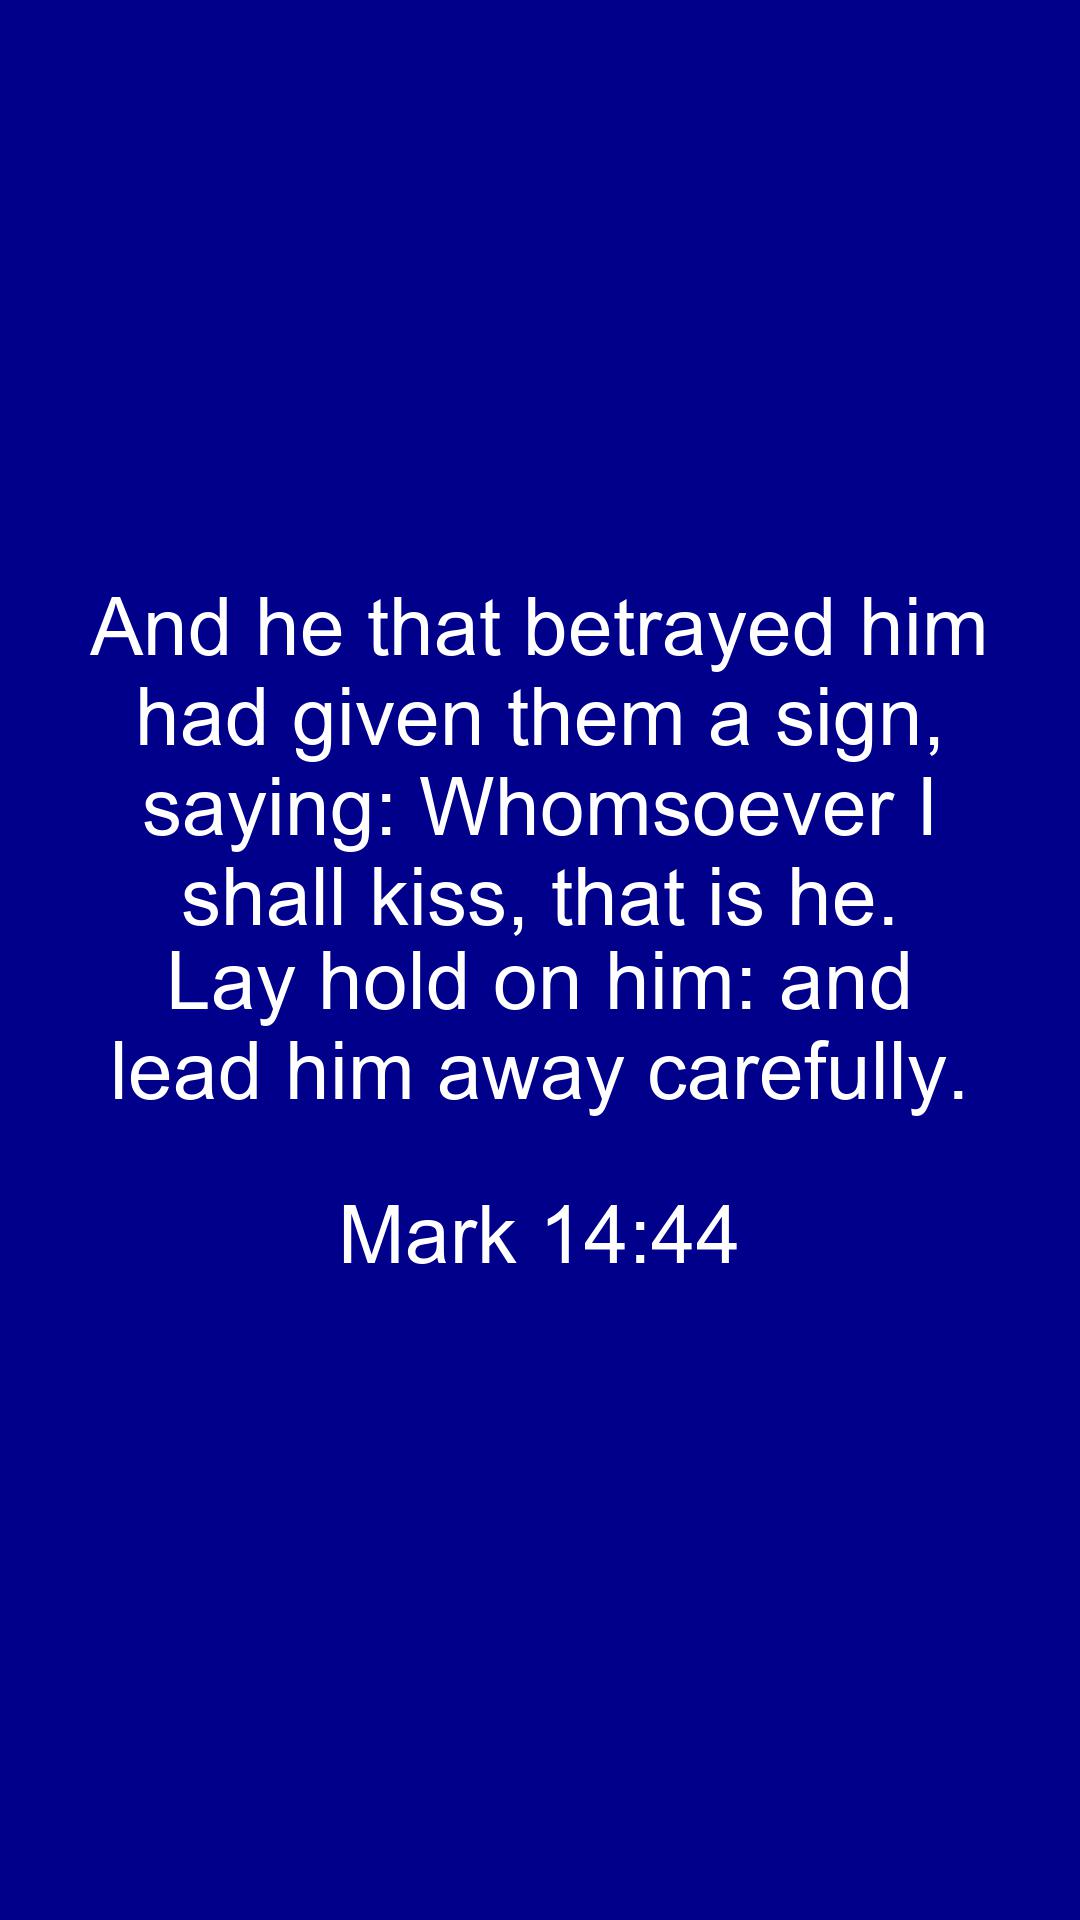 And he that betrayed him
had given them a sign,
saying: Whomsoever I
shall kiss, that is he.
Lay hold on him: and
lead him away carefully.
Mark 14:44